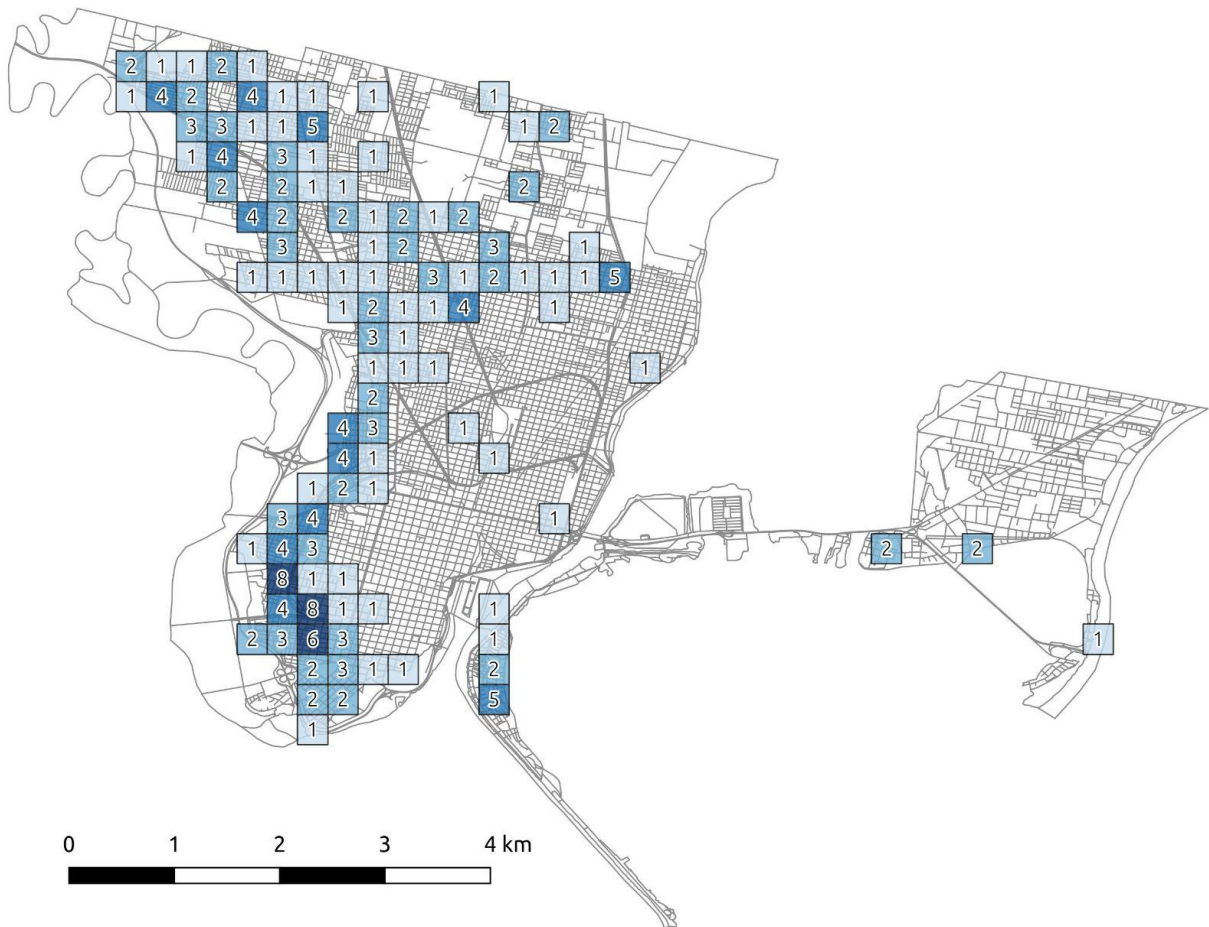 2 1 1 2 1
1 4 2 4 1 1 1 1
3 3 1 1 5 1 2
1 4 3 1 1
2 2 1 1 2
4 2 2 1 2 1 2
3 1 2 3 1
1 1 1 1 1 3 1 2 1 1 1 5
1 2 1 1 4 1
3 1
1 1 1 1
2
4 3 1
4 1 1
1 2 1
3 4 1
1 4 3 2 2
8 1 1
4 8 1 1 1
2 3 6 3 1 1
2 3 1 1 2
2 2 5
1
0 1 2 3 4 km